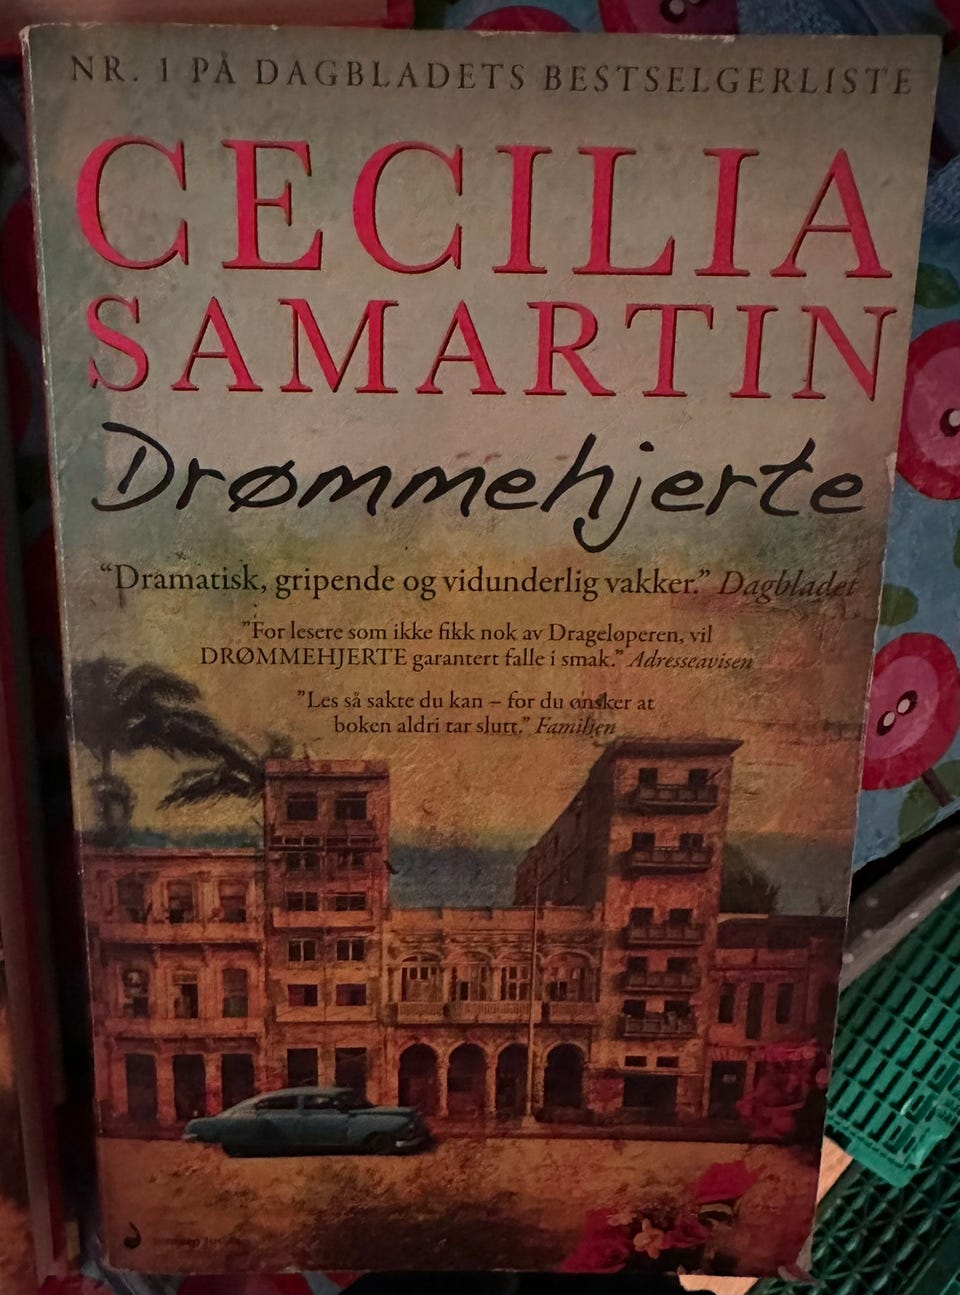 NR. 1 PÅ DAGBLADETS BESTSELGERLISTE
CECILIA
SAMARTIN
Drømmehjerte
“Dramatisk, gripende og vidunderlig vakker.” Dagbladet
”For lesere som ikke fikk nok av Drageløperen, vil
DRØMMEHJERTE garantert falle i smak.” Adresseavisen
”Les så sakte du kan – for du ønsker at
boken aldri tar slutt.” Familien